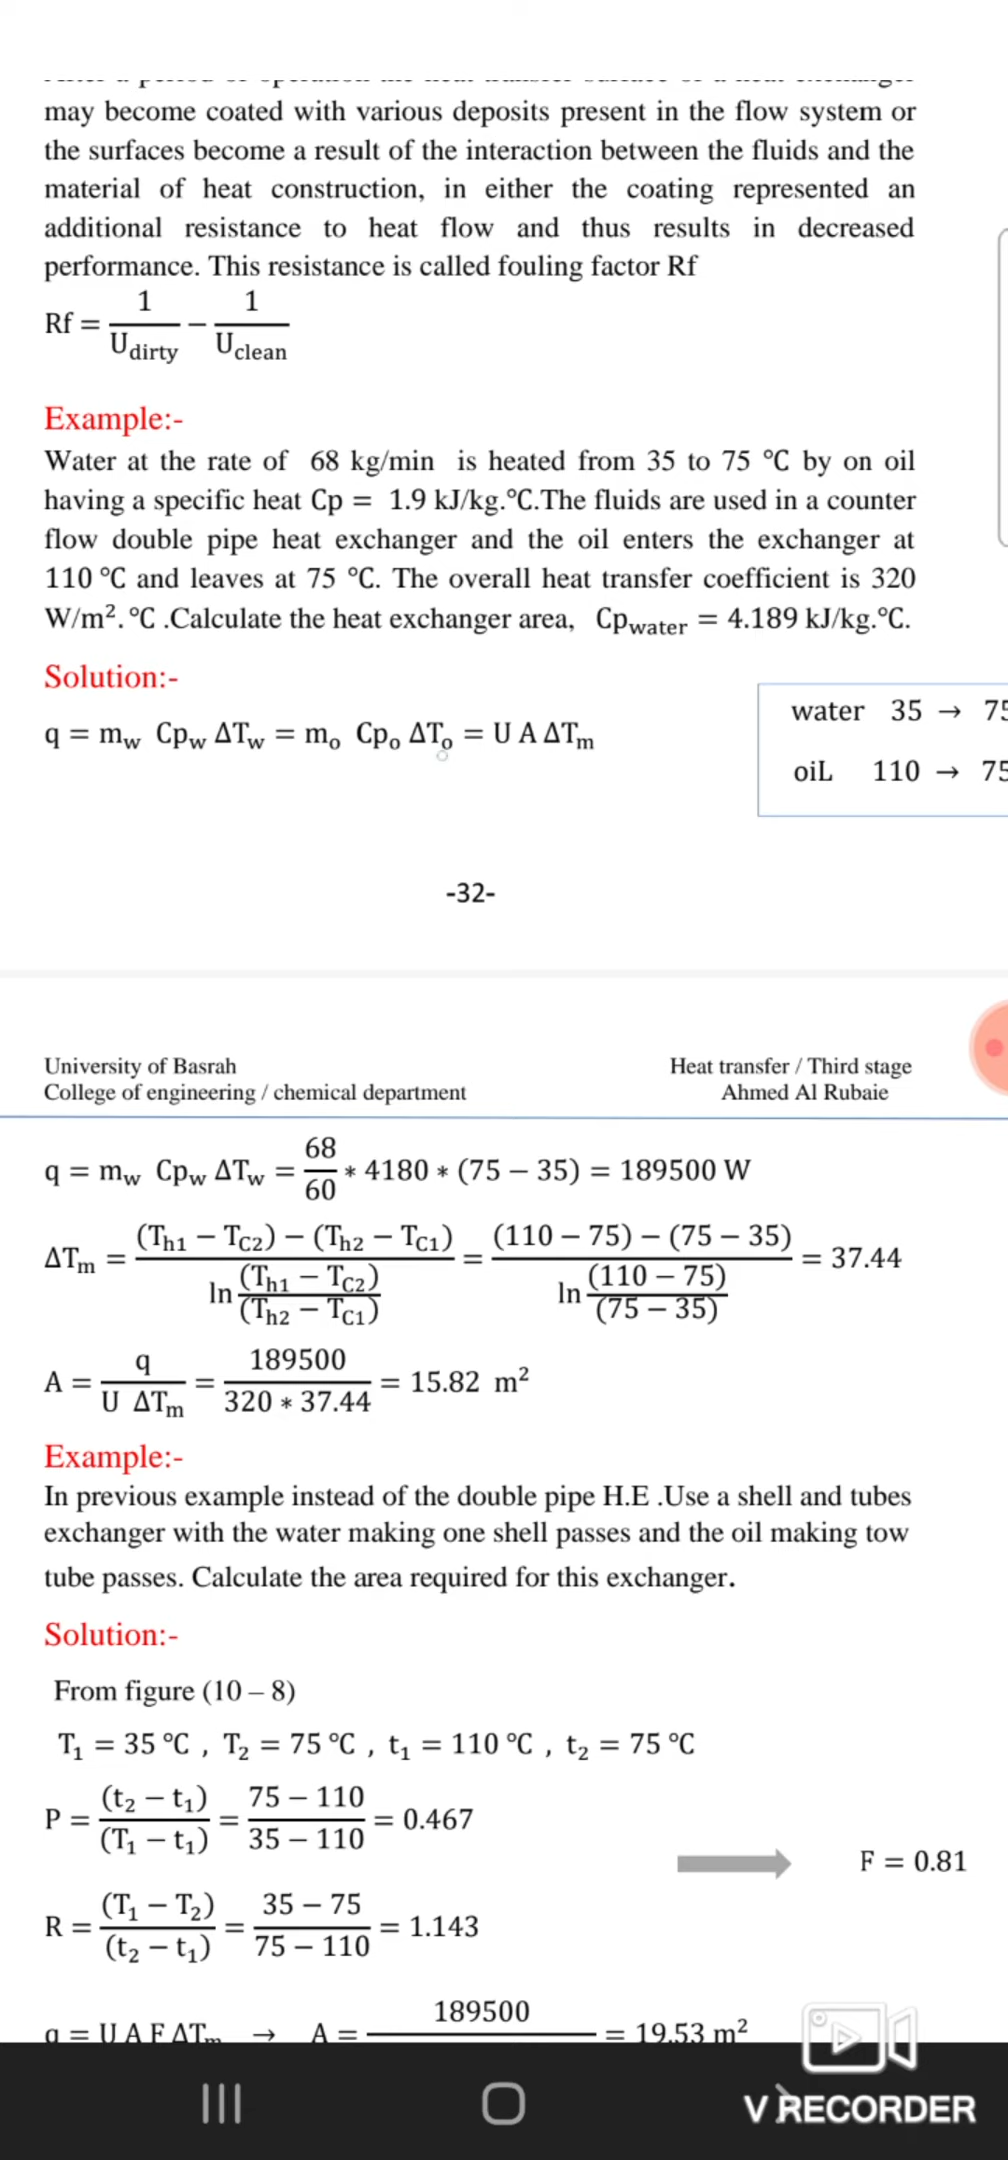 may become coated with various deposits present in the flow system or
the surfaces become a result of the interaction between the fluids and the
material of heat construction, in either the coating represented an
additional resistance to heat flow and thus results in decreased
performance. This resistance is called fouling factor Rf
Rf = 1/U_dirty − 1/U_clean
Example:-
Water at the rate of 68 kg/min is heated from 35 to 75 ℃ by on oil
having a specific heat Cp = 1.9 kJ/kg.℃.The fluids are used in a counter
flow double pipe heat exchanger and the oil enters the exchanger at
110 ℃ and leaves at 75 ℃. The overall heat transfer coefficient is 320
W/m². ℃ .Calculate the heat exchanger area, Cp_water = 4.189 kJ/kg.℃.
Solution:-
water 35 → 75
q = m_w Cp_w ΔT_w = m_o Cp_o ΔT_o = U A ΔT_m
oiL 110 → 75
-32-
University of Basrah Heat transfer / Third stage
College of engineering / chemical department Ahmed Al Rubaie
q = m_w Cp_w ΔT_w = 68/60 * 4180 * (75 − 35) = 189500 W
ΔT_m = ((T_h1 − T_C2) − (T_h2 − T_C1)) / (ln (T_h1 − T_C2)/(T_h2 − T_C1)) = ((110 − 75) − (75 − 35)) / (ln (110 − 75)/(75 − 35)) = 37.44
A = q/(U ΔT_m) = 189500/(320 * 37.44) = 15.82 m²
Example:-
In previous example instead of the double pipe H.E .Use a shell and tubes
exchanger with the water making one shell passes and the oil making tow
tube passes. Calculate the area required for this exchanger.
Solution:-
From figure (10 – 8)
T₁ = 35 ℃ , T₂ = 75 ℃ , t₁ = 110 ℃ , t₂ = 75 ℃
P = (t₂ − t₁)/(T₁ − t₁) = (75 − 110)/(35 − 110) = 0.467
F = 0.81
R = (T₁ − T₂)/(t₂ − t₁) = (35 − 75)/(75 − 110) = 1.143
q = U A F ΔT_m → A = 189500 = 19.53 m²
V RECORDER